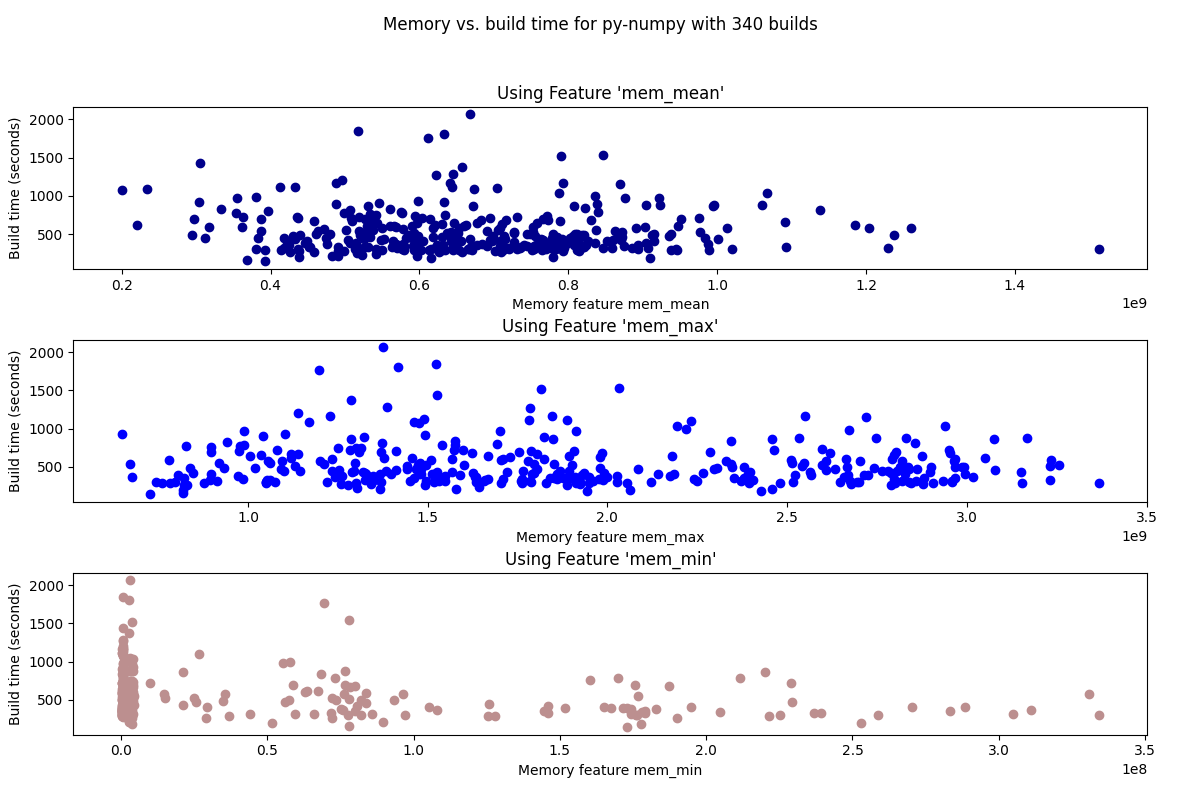 Memory vs. build time for py-numpy with 340 builds
Using Feature 'mem_mean'
Build time (seconds)
2000
1500
1000
500
0.2 0.4 0.6 0.8 1.0 1.2 1.4
1e9
Memory feature mem_mean
Using Feature 'mem_max'
Build time (seconds)
2000
1500
1000
500
1.0 1.5 2.0 2.5 3.0 3.5
1e9
Memory feature mem_max
Using Feature 'mem_min'
Build time (seconds)
2000
1500
1000
500
0.0 0.5 1.0 1.5 2.0 2.5 3.0 3.5
1e8
Memory feature mem_min